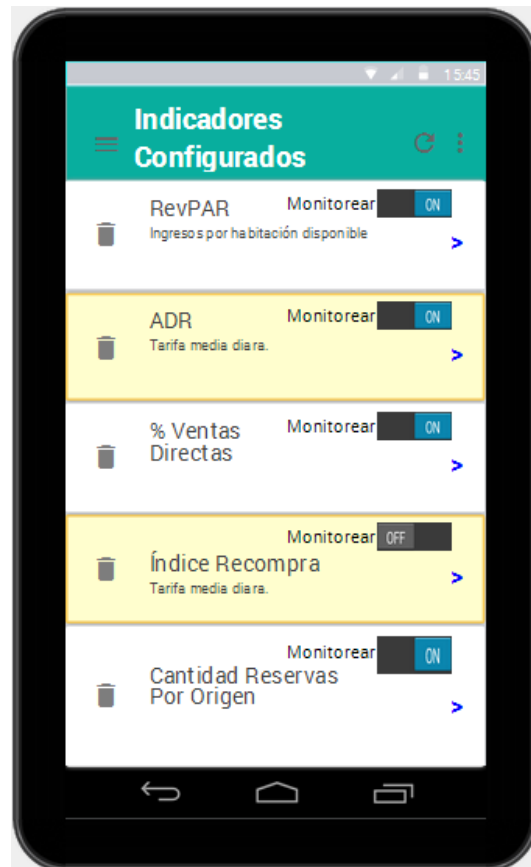 15:45
Indicadores
Configurados
RevPAR
Monitorear ON
Ingresos por habitación disponible
>
ADR
Monitorear ON
Tarifa media diara.
>
% Ventas
Directas
Monitorear ON
>
Monitorear OFF
Índice Recompra
Tarifa media diara.
>
Monitorear ON
Cantidad Reservas
Por Origen
>